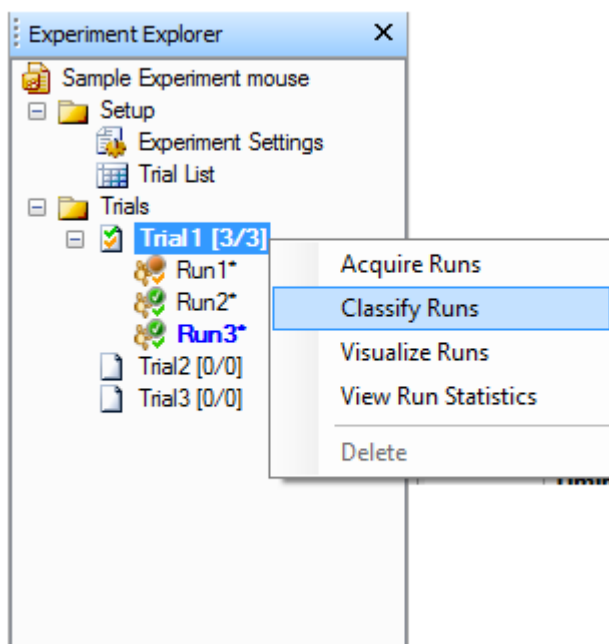 Experiment Explorer
Sample Experiment mouse
Setup
Experiment Settings
Trial List
Trials
Trial1 [3/3]
Run1*
Run2*
Run3*
Trial2 [0/0]
Trial3 [0/0]
Acquire Runs
Classify Runs
Visualize Runs
View Run Statistics
Delete